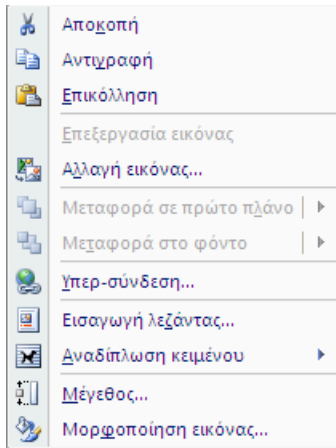 Αποκοπή
Αντιγραφή
Επικόλληση
Επεξεργασία εικόνας
Αλλαγή εικόνας...
Μεταφορά σε πρώτο πλάνο
Μεταφορά στο φόντο
Υπερ-σύνδεση...
Εισαγωγή λεζάντας...
Αναδίπλωση κειμένου
Μέγεθος...
Μορφοποίηση εικόνας...